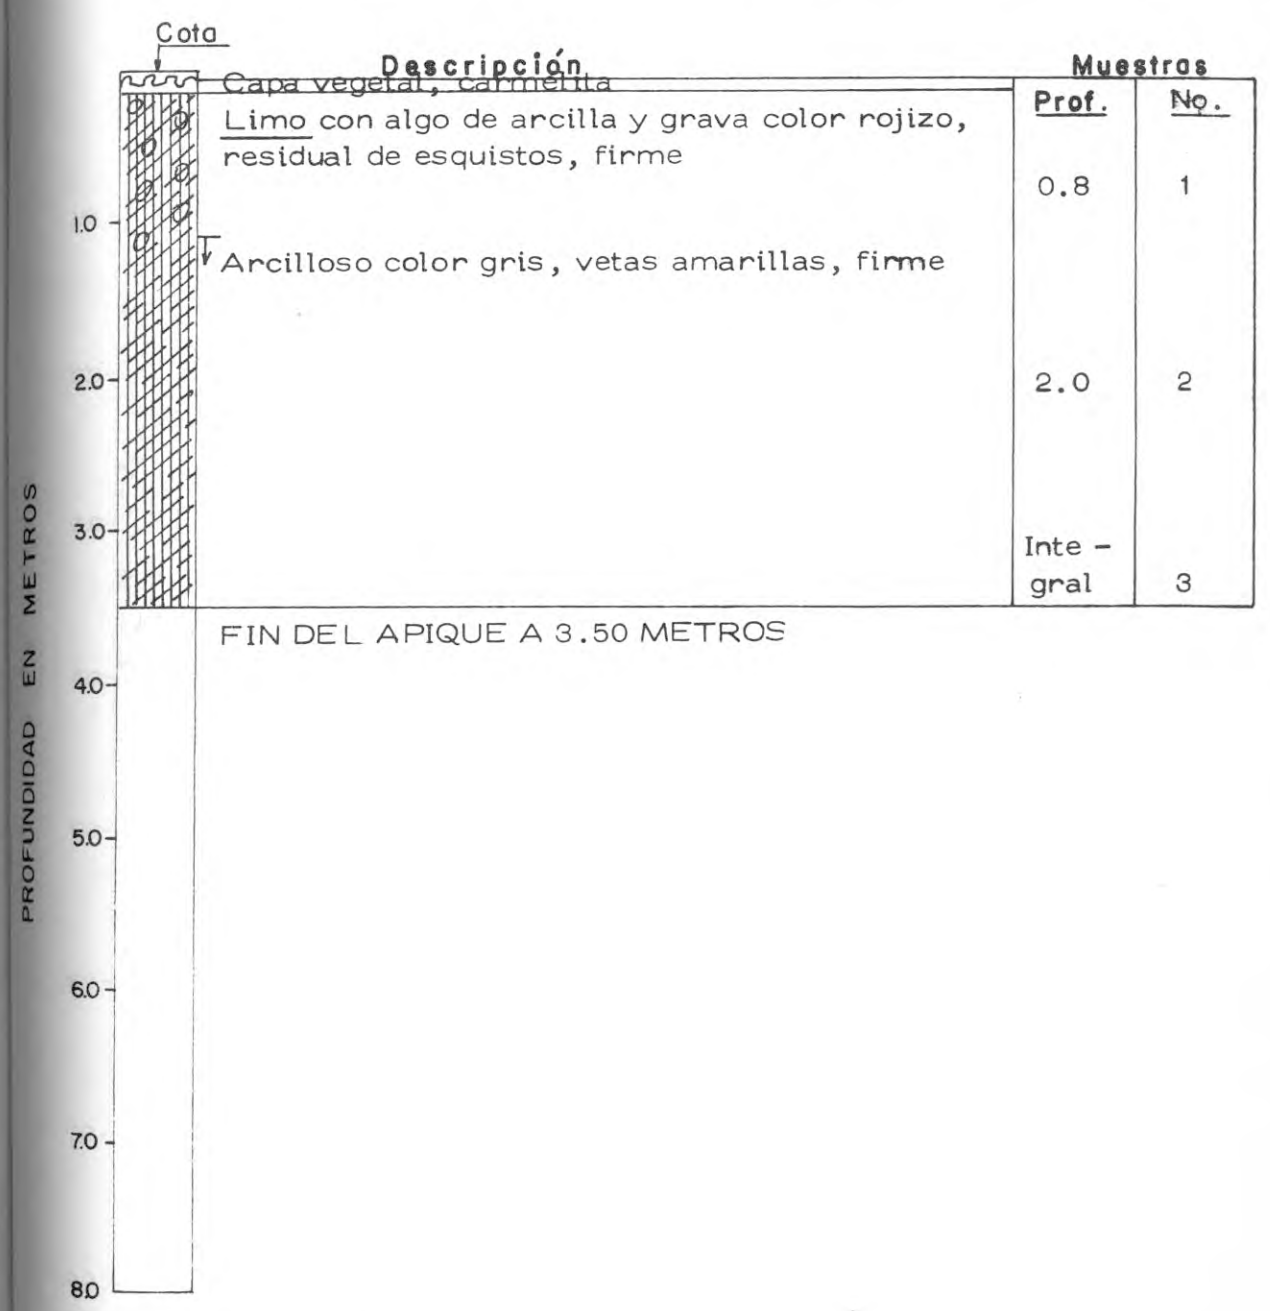 Cota
Descripción
Muestras
Capa vegetal, carmelita
Prof.
No.
Limo con algo de arcilla y grava color rojizo,
residual de esquistos, firme
0.8 1
1.0
Arcilloso color gris, vetas amarillas, firme
2.0
2.0 2
3.0
Inte -
gral 3
FIN DEL APIQUE A 3.50 METROS
4.0
5.0
6.0
7.0
8.0
PROFUNDIDAD EN METROS